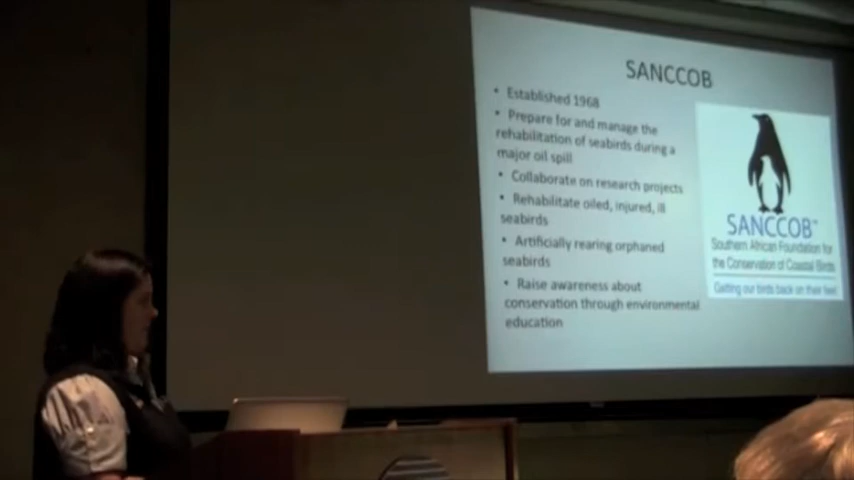 SANCCOB
• Established 1968
• Prepare for and manage the
rehabilitation of seabirds during a
major oil spill
• Collaborate on research projects
• Rehabilitate oiled, injured, ill
seabirds
• Artificially rearing orphaned
seabirds
• Raise awareness about
conservation through environmental
education
SANCCOB™
Southern African Foundation for
the Conservation of Coastal Birds
Getting our birds back on their feet